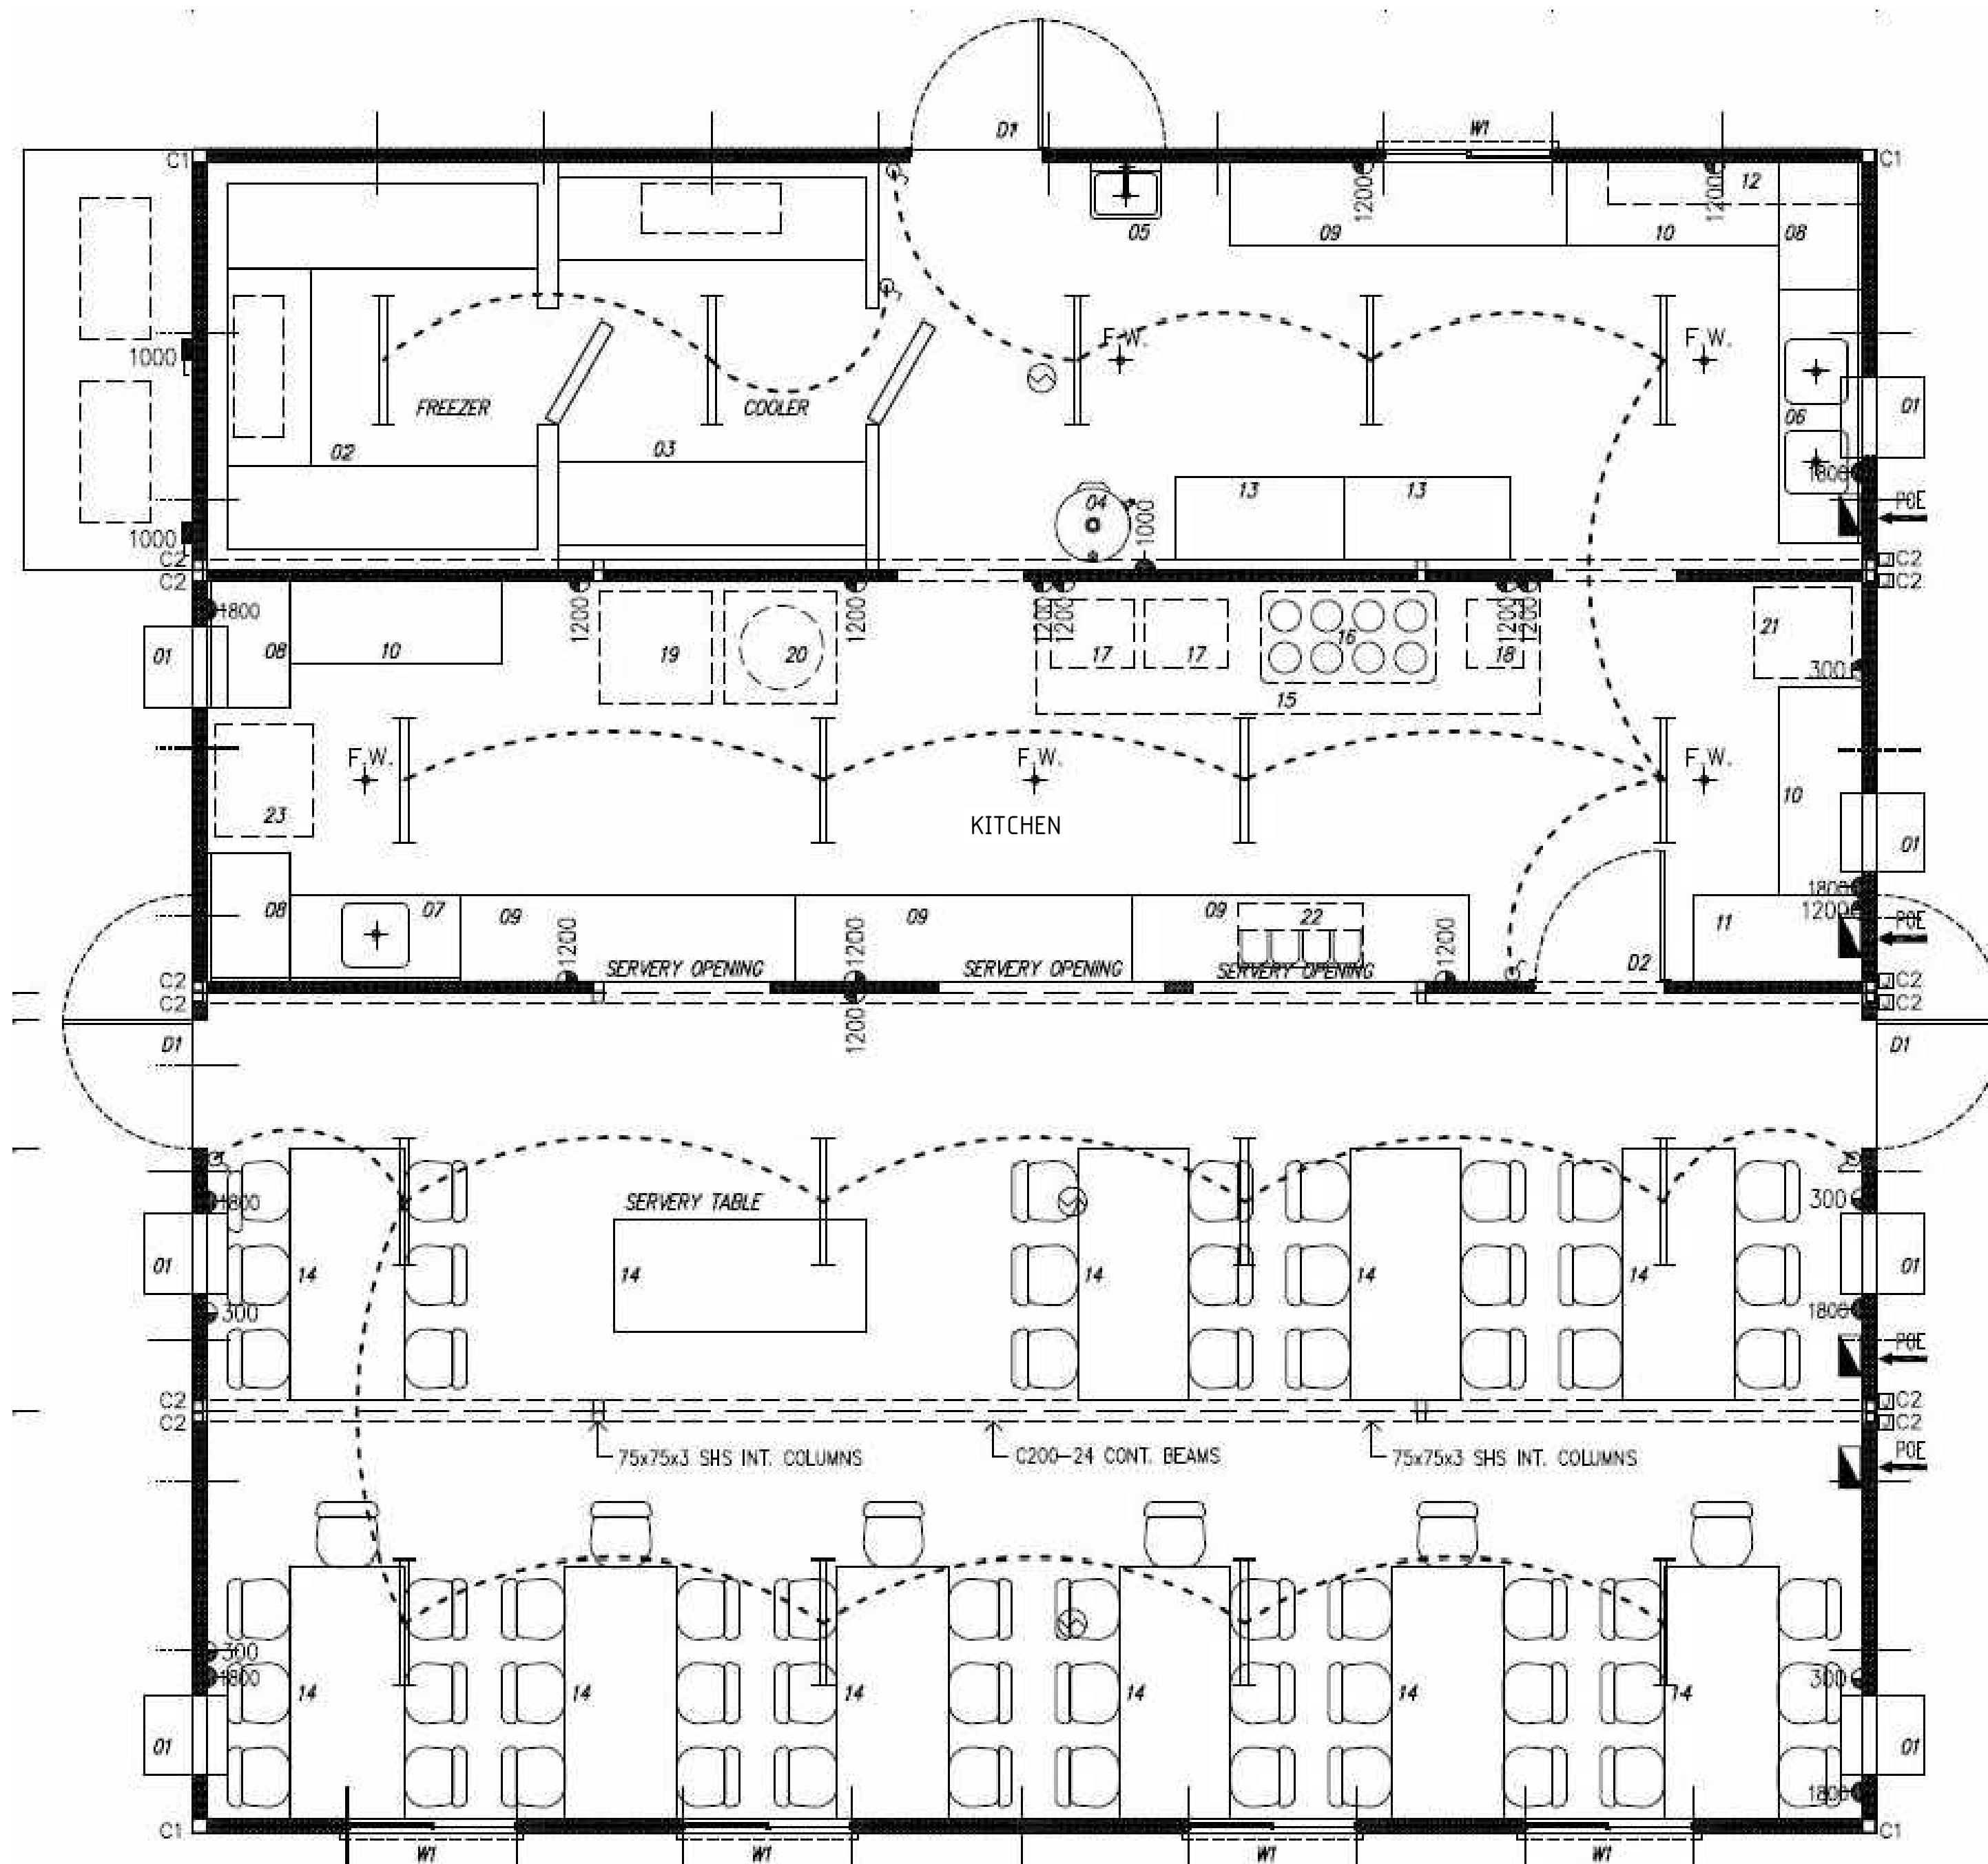 D1
W1
C1
C1
1200
1200
12
05
09
10
08
F.W.
F.W.
1000
FREEZER
COOLER
06
01
02
03
1800
13
13
POE
04
1000
1000
C2
C2
C2
C2
1800
1200
1200
1200
1200
1200
1200
21
01
08
10
19
20
17
17
16
18
300
15
F.W.
F.W.
F.W.
23
KITCHEN
10
01
1800
1200
08
07
09
09
09
22
11
POE
1200
1200
1200
SERVERY OPENING
SERVERY OPENING
SERVERY OPENING
D2
C2
C2
C2
C2
1200
D1
D1
1800
SERVERY TABLE
300
01
14
14
14
14
14
01
300
1800
POE
C2
C2
C2
C2
75x75x3 SHS INT. COLUMNS
C200-24 CONT. BEAMS
75x75x3 SHS INT. COLUMNS
POE
300
1800
300
14
14
14
14
14
14
01
01
1800
C1
C1
W1
W1
W1
W1